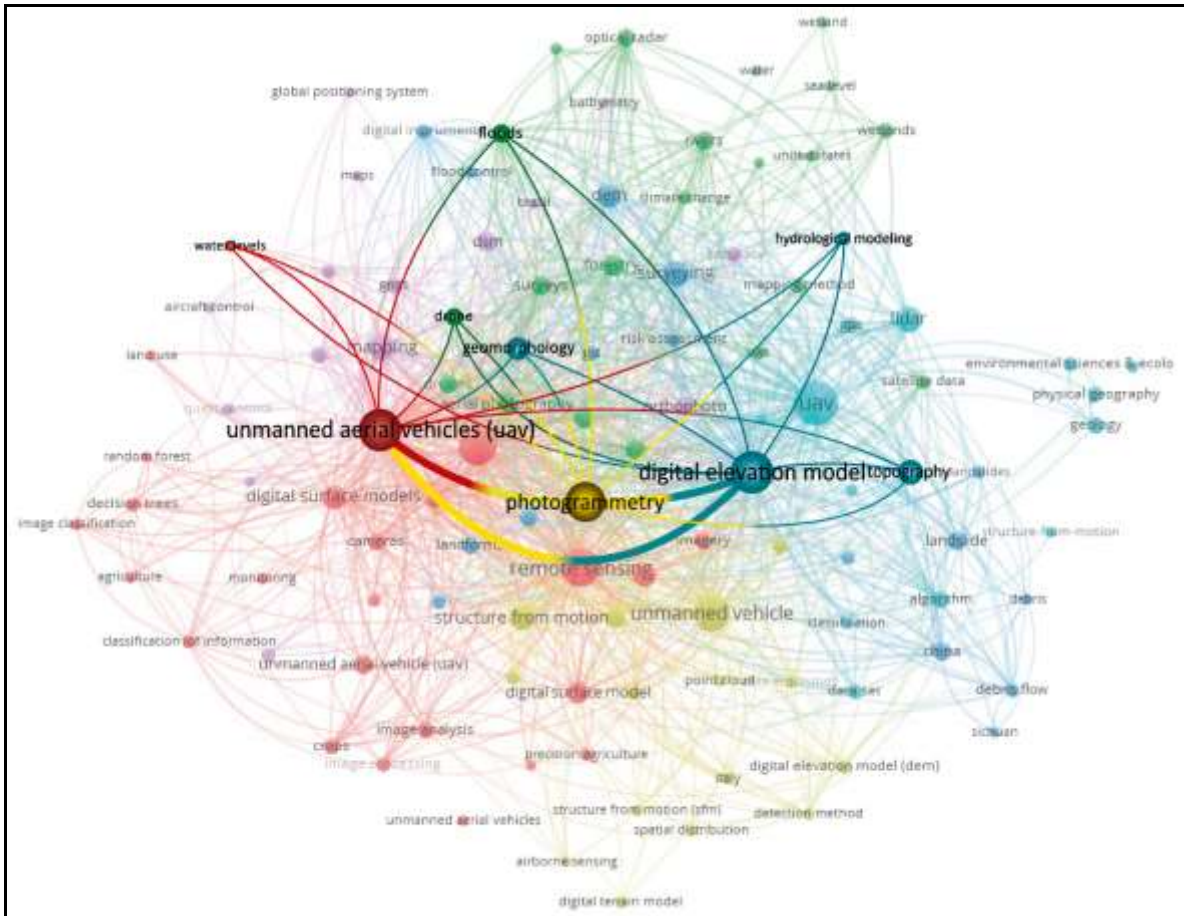 wetland
optical radar
water
sea level
global positioning system
bathymetry
digital instruments
floods
rivers
wetlands
united states
flood control
maps
dem
climate change
water levels
dsm
hydrological modeling
forestry
surveying
surveys
mapping method
aircraft control
drone
lidar
gps
risk assessment
geomorphology
mapping
land use
environmental sciences & ecolo
satellite data
physical geography
orthophoto
uav
geology
unmanned aerial vehicles (uav)
random forest
digital elevation model
topography
landslides
digital surface models
decision trees
photogrammetry
image classification
structure from motion
cameras
imagery
landslide
landforms
remote sensing
agriculture
monitoring
algorithm
debris
structure from motion
unmanned vehicle
classification of information
china
unmanned aerial vehicle (uav)
point cloud
digital surface model
data set
debris flow
image analysis
sichuan
crops
precision agriculture
image processing
italy
digital elevation model (dem)
structure from motion (sfm)
detection method
unmanned aerial vehicles
spatial distribution
airborne sensing
digital terrain model